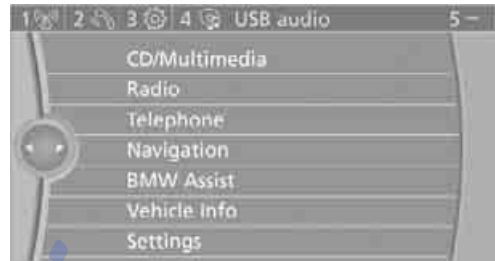 1 2 3 4 USB audio 5
CD/Multimedia
Radio
Telephone
Navigation
BMW Assist
Vehicle Info
Settings